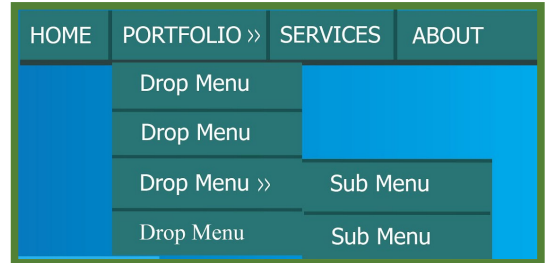 HOME PORTFOLIO » SERVICES ABOUT
Drop Menu
Drop Menu
Drop Menu » Sub Menu
Drop Menu Sub Menu